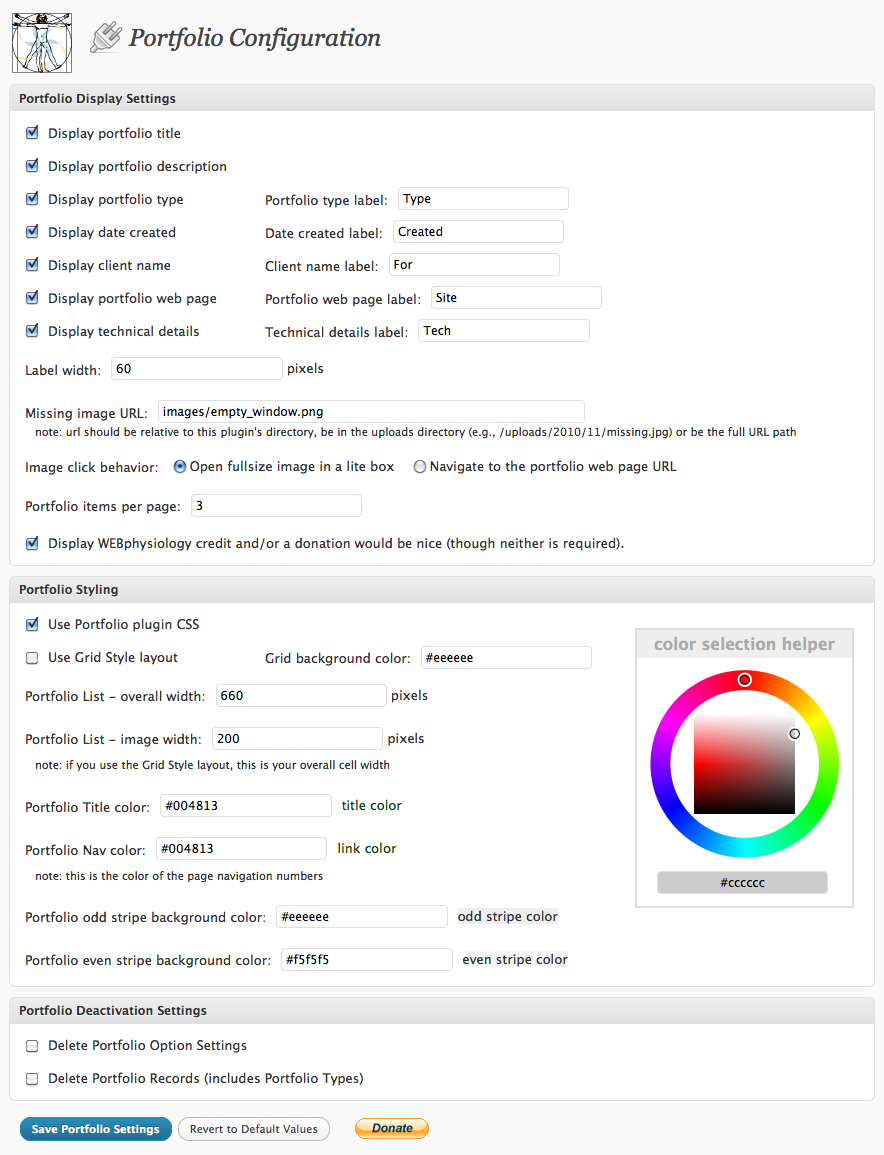 Portfolio Configuration
Portfolio Display Settings
Display portfolio title
Display portfolio description
Display portfolio type Portfolio type label: Type
Display date created Date created label: Created
Display client name Client name label: For
Display portfolio web page Portfolio web page label: Site
Display technical details Technical details label: Tech
Label width: 60 pixels
Missing image URL: images/empty_window.png
note: url should be relative to this plugin's directory, be in the uploads directory (e.g., /uploads/2010/11/missing.jpg) or be the full URL path
Image click behavior: Open fullsize image in a lite box Navigate to the portfolio web page URL
Portfolio items per page: 3
Display WEBphysiology credit and/or a donation would be nice (though neither is required).
Portfolio Styling
Use Portfolio plugin CSS
color selection helper
Use Grid Style layout Grid background color: #eeeeee
Portfolio List - overall width: 660 pixels
Portfolio List - image width: 200 pixels
note: if you use the Grid Style layout, this is your overall cell width
Portfolio Title color: #004813 title color
Portfolio Nav color: #004813 link color
note: this is the color of the page navigation numbers
#cccccc
Portfolio odd stripe background color: #eeeeee odd stripe color
Portfolio even stripe background color: #f5f5f5 even stripe color
Portfolio Deactivation Settings
Delete Portfolio Option Settings
Delete Portfolio Records (includes Portfolio Types)
Save Portfolio Settings Revert to Default Values Donate